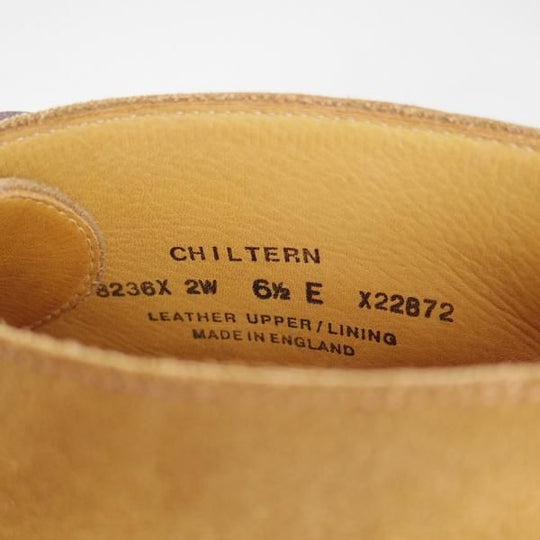 CHILTERN
8236X 2W 6½ E X22872
LEATHER UPPER/LINING
MADE IN ENGLAND